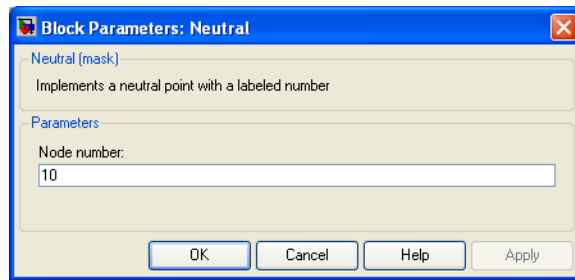 Block Parameters: Neutral
Neutral (mask)
Implements a neutral point with a labeled number
Parameters
Node number:
10
OK Cancel Help Apply